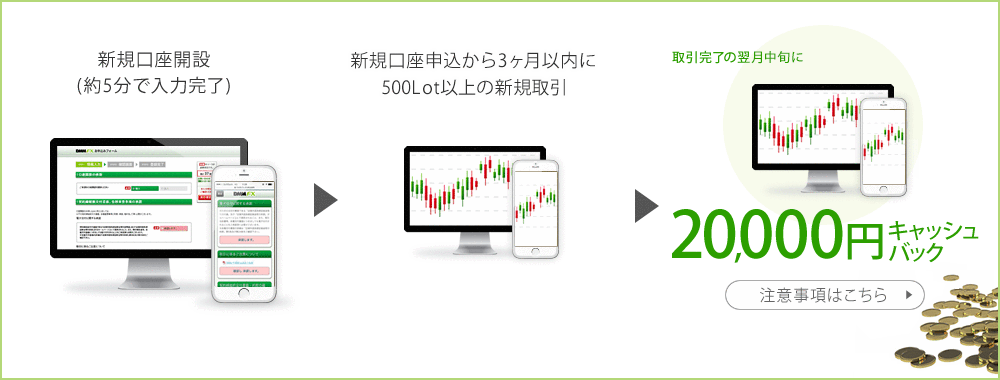 新規口座開設
(約5分で入力完了)
新規口座申込から3ヶ月以内に
500Lot以上の新規取引
取引完了の翌月中旬に
20,000円キャッシュ
バック
注意事項はこちら